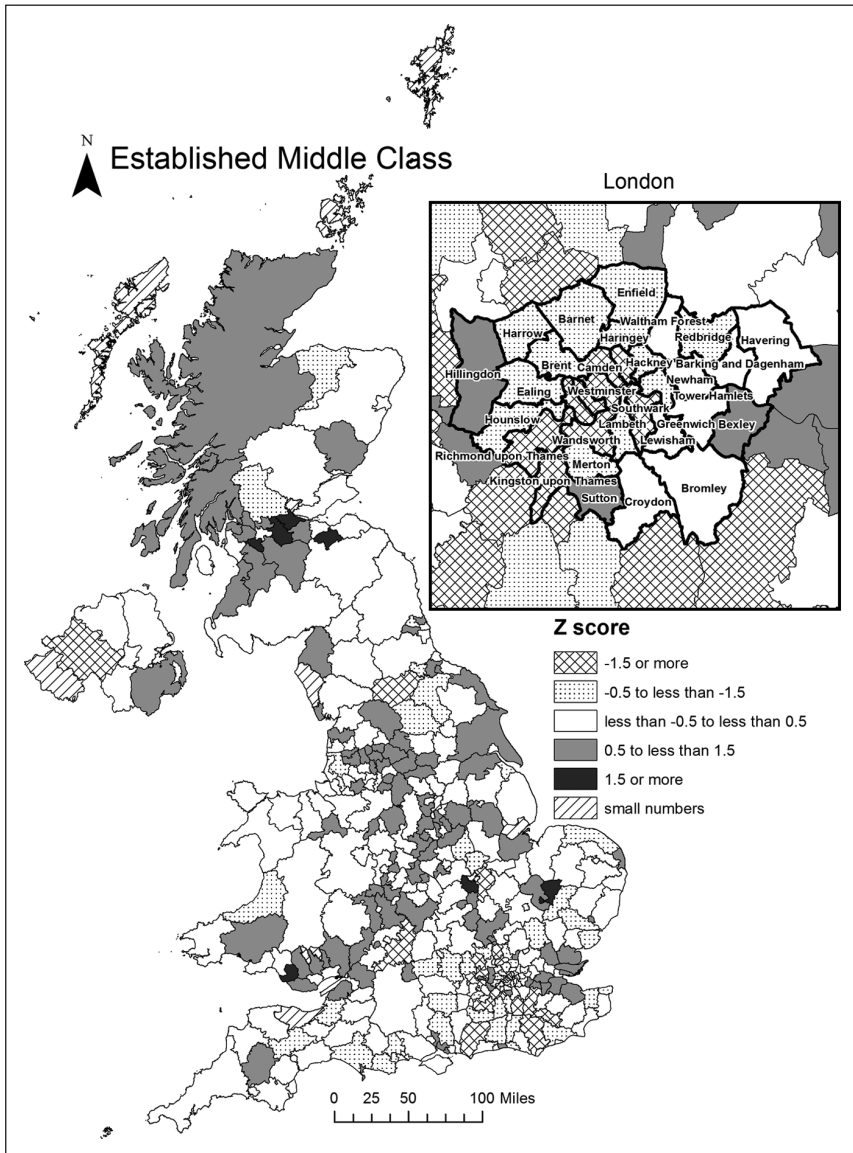 N
Established Middle Class
London
Enfield
Barnet
Waltham Forest
Harrow
Haringey
Redbridge
Havering
Hillingdon
Brent
Camden
Hackney
Barking and Dagenham
Ealing
Westminster
Newham
Tower Hamlets
Southwark
Hounslow
Lambeth
Greenwich
Bexley
Wandsworth
Lewisham
Richmond upon Thames
Merton
Kingston upon Thames
Sutton
Croydon
Bromley
Z score
-1.5 or more
-0.5 to less than -1.5
less than -0.5 to less than 0.5
0.5 to less than 1.5
1.5 or more
small numbers
0 25 50 100 Miles